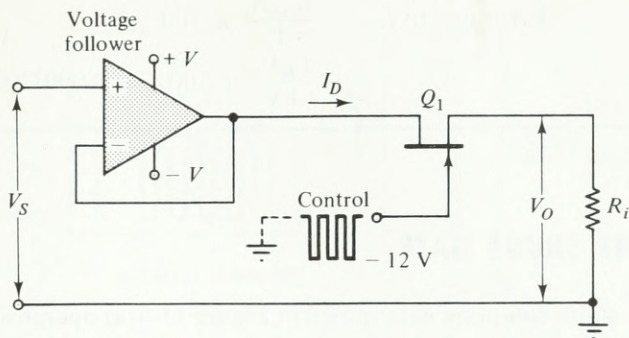 Voltage
follower
+ V
+
−
− V
I_D
Q_1
Control
− 12 V
V_S
V_O
R_i